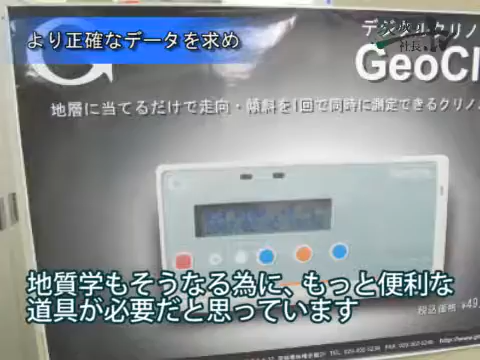 より正確なデータを求め
デジタルクリノ
社長.tv
G
GeoCl
地層に当てるだけで走向・傾斜を1回で同時に測定できるクリノ
地質学もそうなる為に、もっと便利な
道具が必要だと思っています
税込価格・¥49,